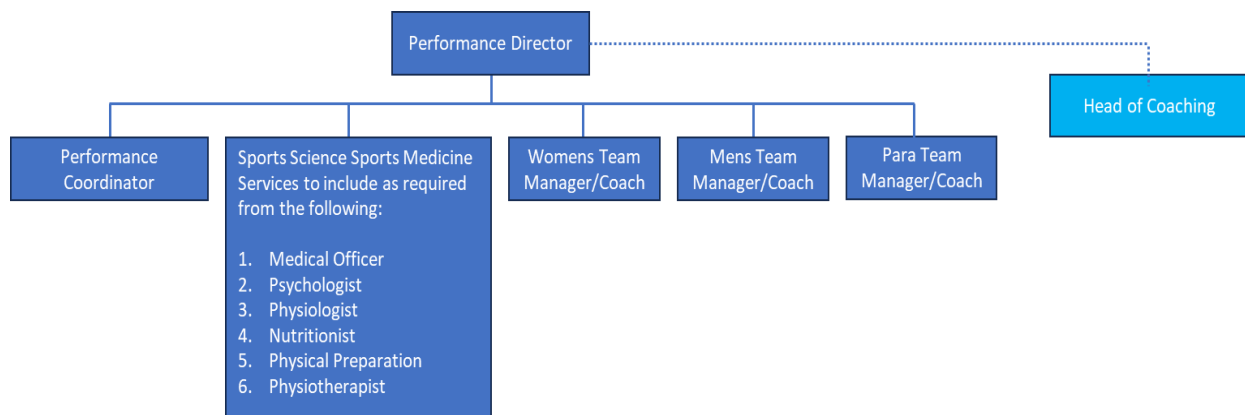 Performance Director
Head of Coaching
Performance
Coordinator
Sports Science Sports Medicine
Services to include as required
from the following:
1. Medical Officer
2. Psychologist
3. Physiologist
4. Nutritionist
5. Physical Preparation
6. Physiotherapist
Womens Team
Manager/Coach
Mens Team
Manager/Coach
Para Team
Manager/Coach